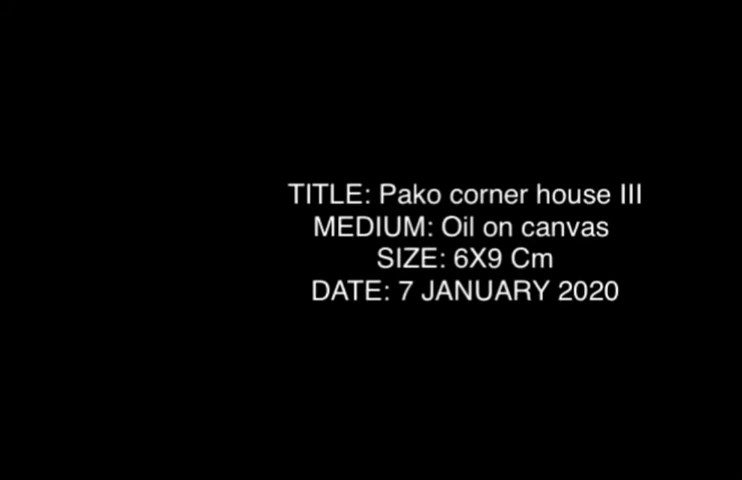 TITLE: Pako corner house III
MEDIUM: Oil on canvas
SIZE: 6X9 Cm
DATE: 7 JANUARY 2020